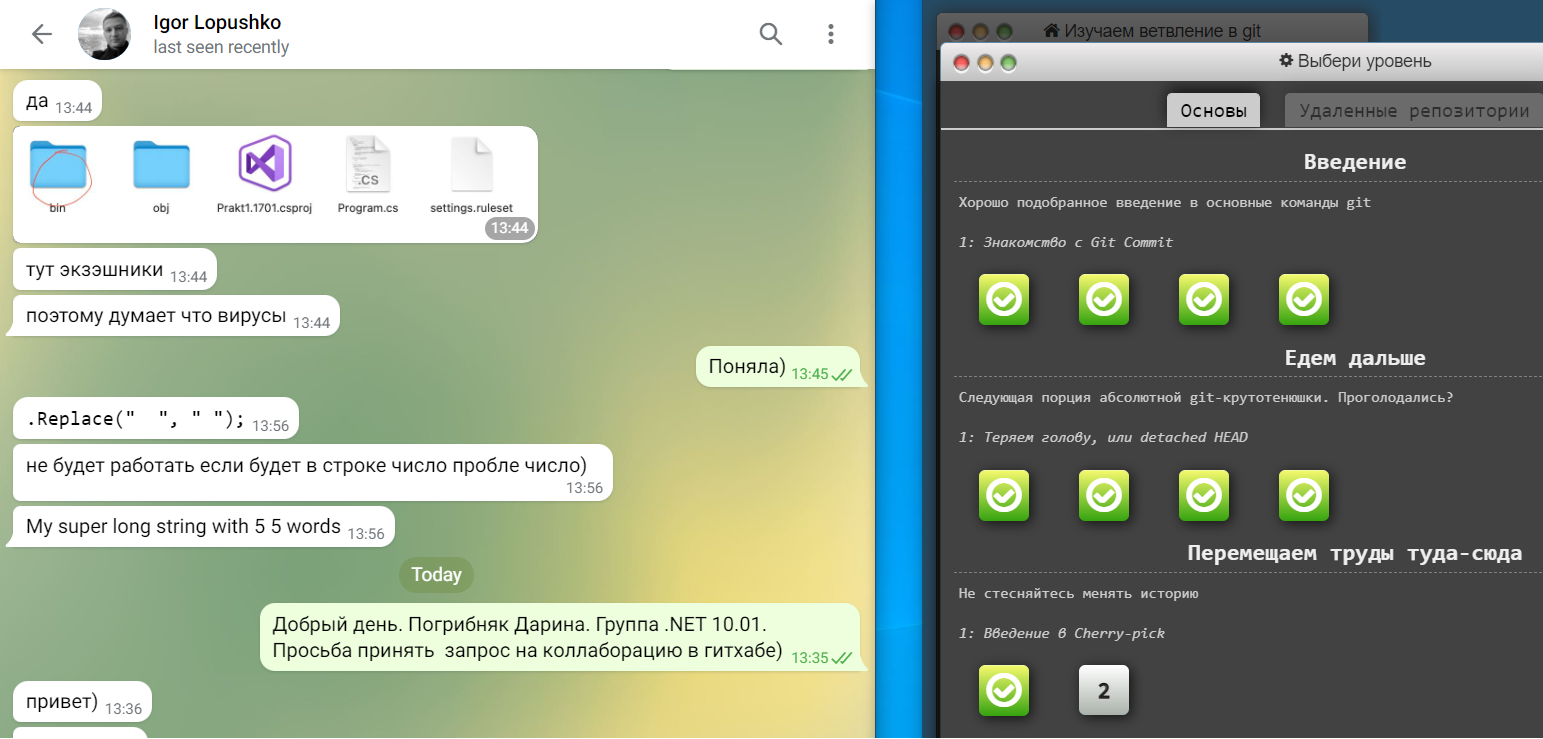 Igor Lopushko
last seen recently
да 13:44
bin
obj
Prakt1.1701.csproj
.CS
Program.cs
settings.ruleset
13:44
тут экзэшники 13:44
поэтому думает что вирусы 13:44
Поняла) 13:45
.Replace("  ", " "); 13:56
не будет работать если будет в строке число пробле число)
13:56
My super long string with 5 5 words 13:56
Today
Добрый день. Погрибняк Дарина. Группа .NET 10.01.
Просьба принять  запрос на коллаборацию в гитхабе) 13:35
привет) 13:36
Изучаем ветвление в git
Выбери уровень
Основы
Удаленные репозитории
Введение
Хорошо подобранное введение в основные команды git
1: Знакомство с Git Commit
Едем дальше
Следующая порция абсолютной git-крутотенюшки. Проголодались?
1: Теряем голову, или detached HEAD
Перемещаем труды туда-сюда
Не стесняйтесь менять историю
1: Введение в Cherry-pick
2